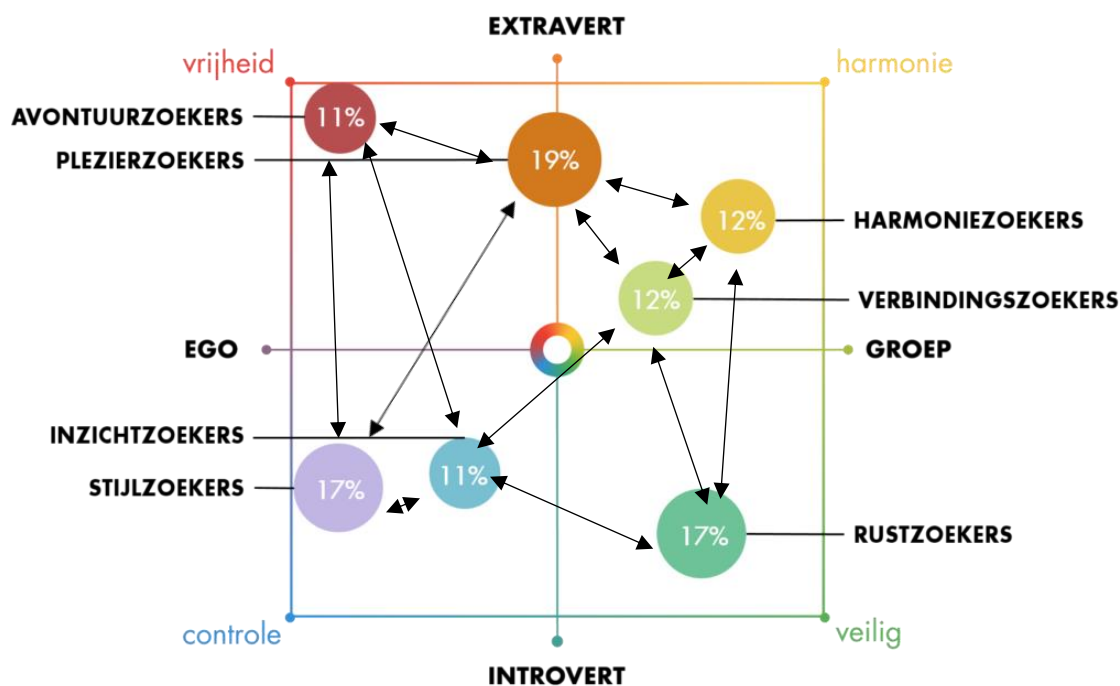 EXTRAVERT
vrijheid
harmonie
AVONTUURZOEKERS
11%
PLEZIERZOEKERS
19%
12%
HARMONIEZOEKERS
12%
VERBINDINGSZOEKERS
EGO
GROEP
INZICHTZOEKERS
11%
STIJLZOEKERS
17%
17%
RUSTZOEKERS
controle
veilig
INTROVERT